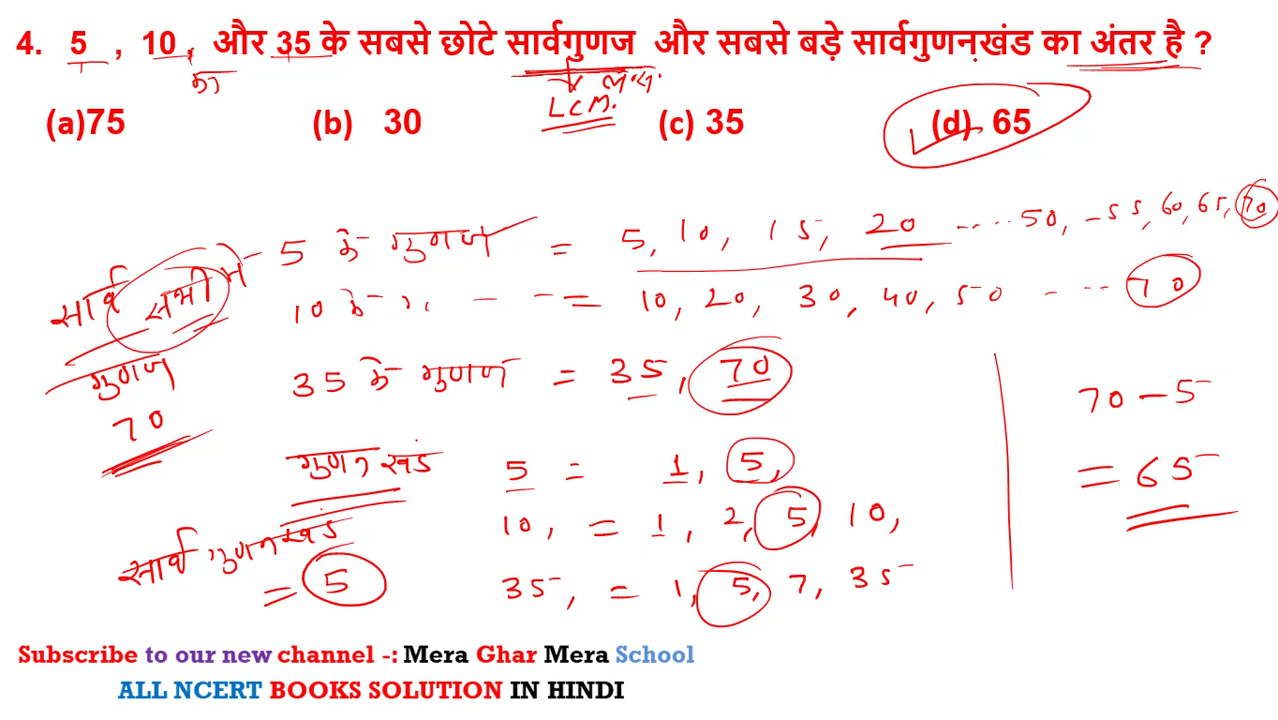 4. 5 , 10, और 35 के सबसे छोटे सार्वगुणज और सबसे बड़े सार्वगुणऩखंड का अंतर है ?
ल.स.
LCM.
(a)75 (b) 30 (c) 35 (d) 65
5 के गुणज = 5, 10, 15, 20 ---- 50, - 55, 60, 65, 70
सार्व सभी में
10 के ,, - - = 10, 20, 30, 40, 50 --- 70
गुणज
70
35 के गुणज = 35, 70
70 - 5
= 65
गुणनखंड 5 = 1, 5,
10, = 1, 2, 5, 10,
सार्व गुणनखंड
= 5
35, = 1, 5, 7, 35
Subscribe to our new channel -: Mera Ghar Mera School
ALL NCERT BOOKS SOLUTION IN HINDI